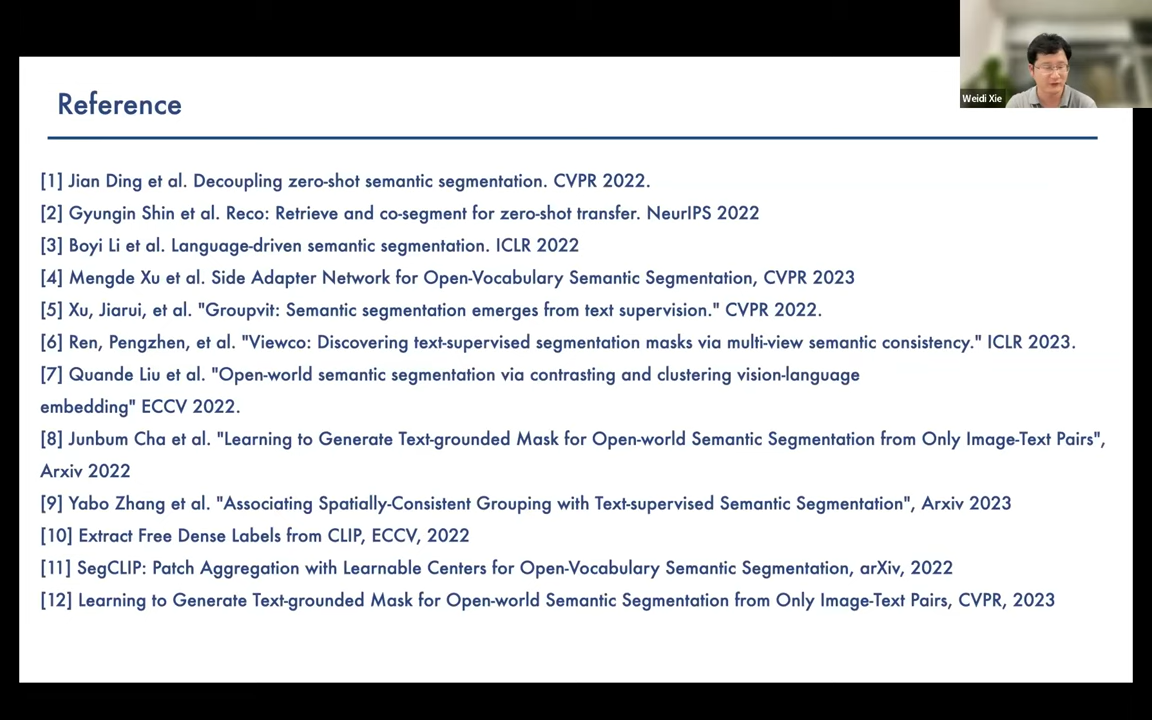 Reference
Weidi Xie
[1] Jian Ding et al. Decoupling zero-shot semantic segmentation. CVPR 2022.
[2] Gyungin Shin et al. Reco: Retrieve and co-segment for zero-shot transfer. NeurIPS 2022
[3] Boyi Li et al. Language-driven semantic segmentation. ICLR 2022
[4] Mengde Xu et al. Side Adapter Network for Open-Vocabulary Semantic Segmentation, CVPR 2023
[5] Xu, Jiarui, et al. "Groupvit: Semantic segmentation emerges from text supervision." CVPR 2022.
[6] Ren, Pengzhen, et al. "Viewco: Discovering text-supervised segmentation masks via multi-view semantic consistency." ICLR 2023.
[7] Quande Liu et al. "Open-world semantic segmentation via contrasting and clustering vision-language
embedding" ECCV 2022.
[8] Junbum Cha et al. "Learning to Generate Text-grounded Mask for Open-world Semantic Segmentation from Only Image-Text Pairs",
Arxiv 2022
[9] Yabo Zhang et al. "Associating Spatially-Consistent Grouping with Text-supervised Semantic Segmentation", Arxiv 2023
[10] Extract Free Dense Labels from CLIP, ECCV, 2022
[11] SegCLIP: Patch Aggregation with Learnable Centers for Open-Vocabulary Semantic Segmentation, arXiv, 2022
[12] Learning to Generate Text-grounded Mask for Open-world Semantic Segmentation from Only Image-Text Pairs, CVPR, 2023